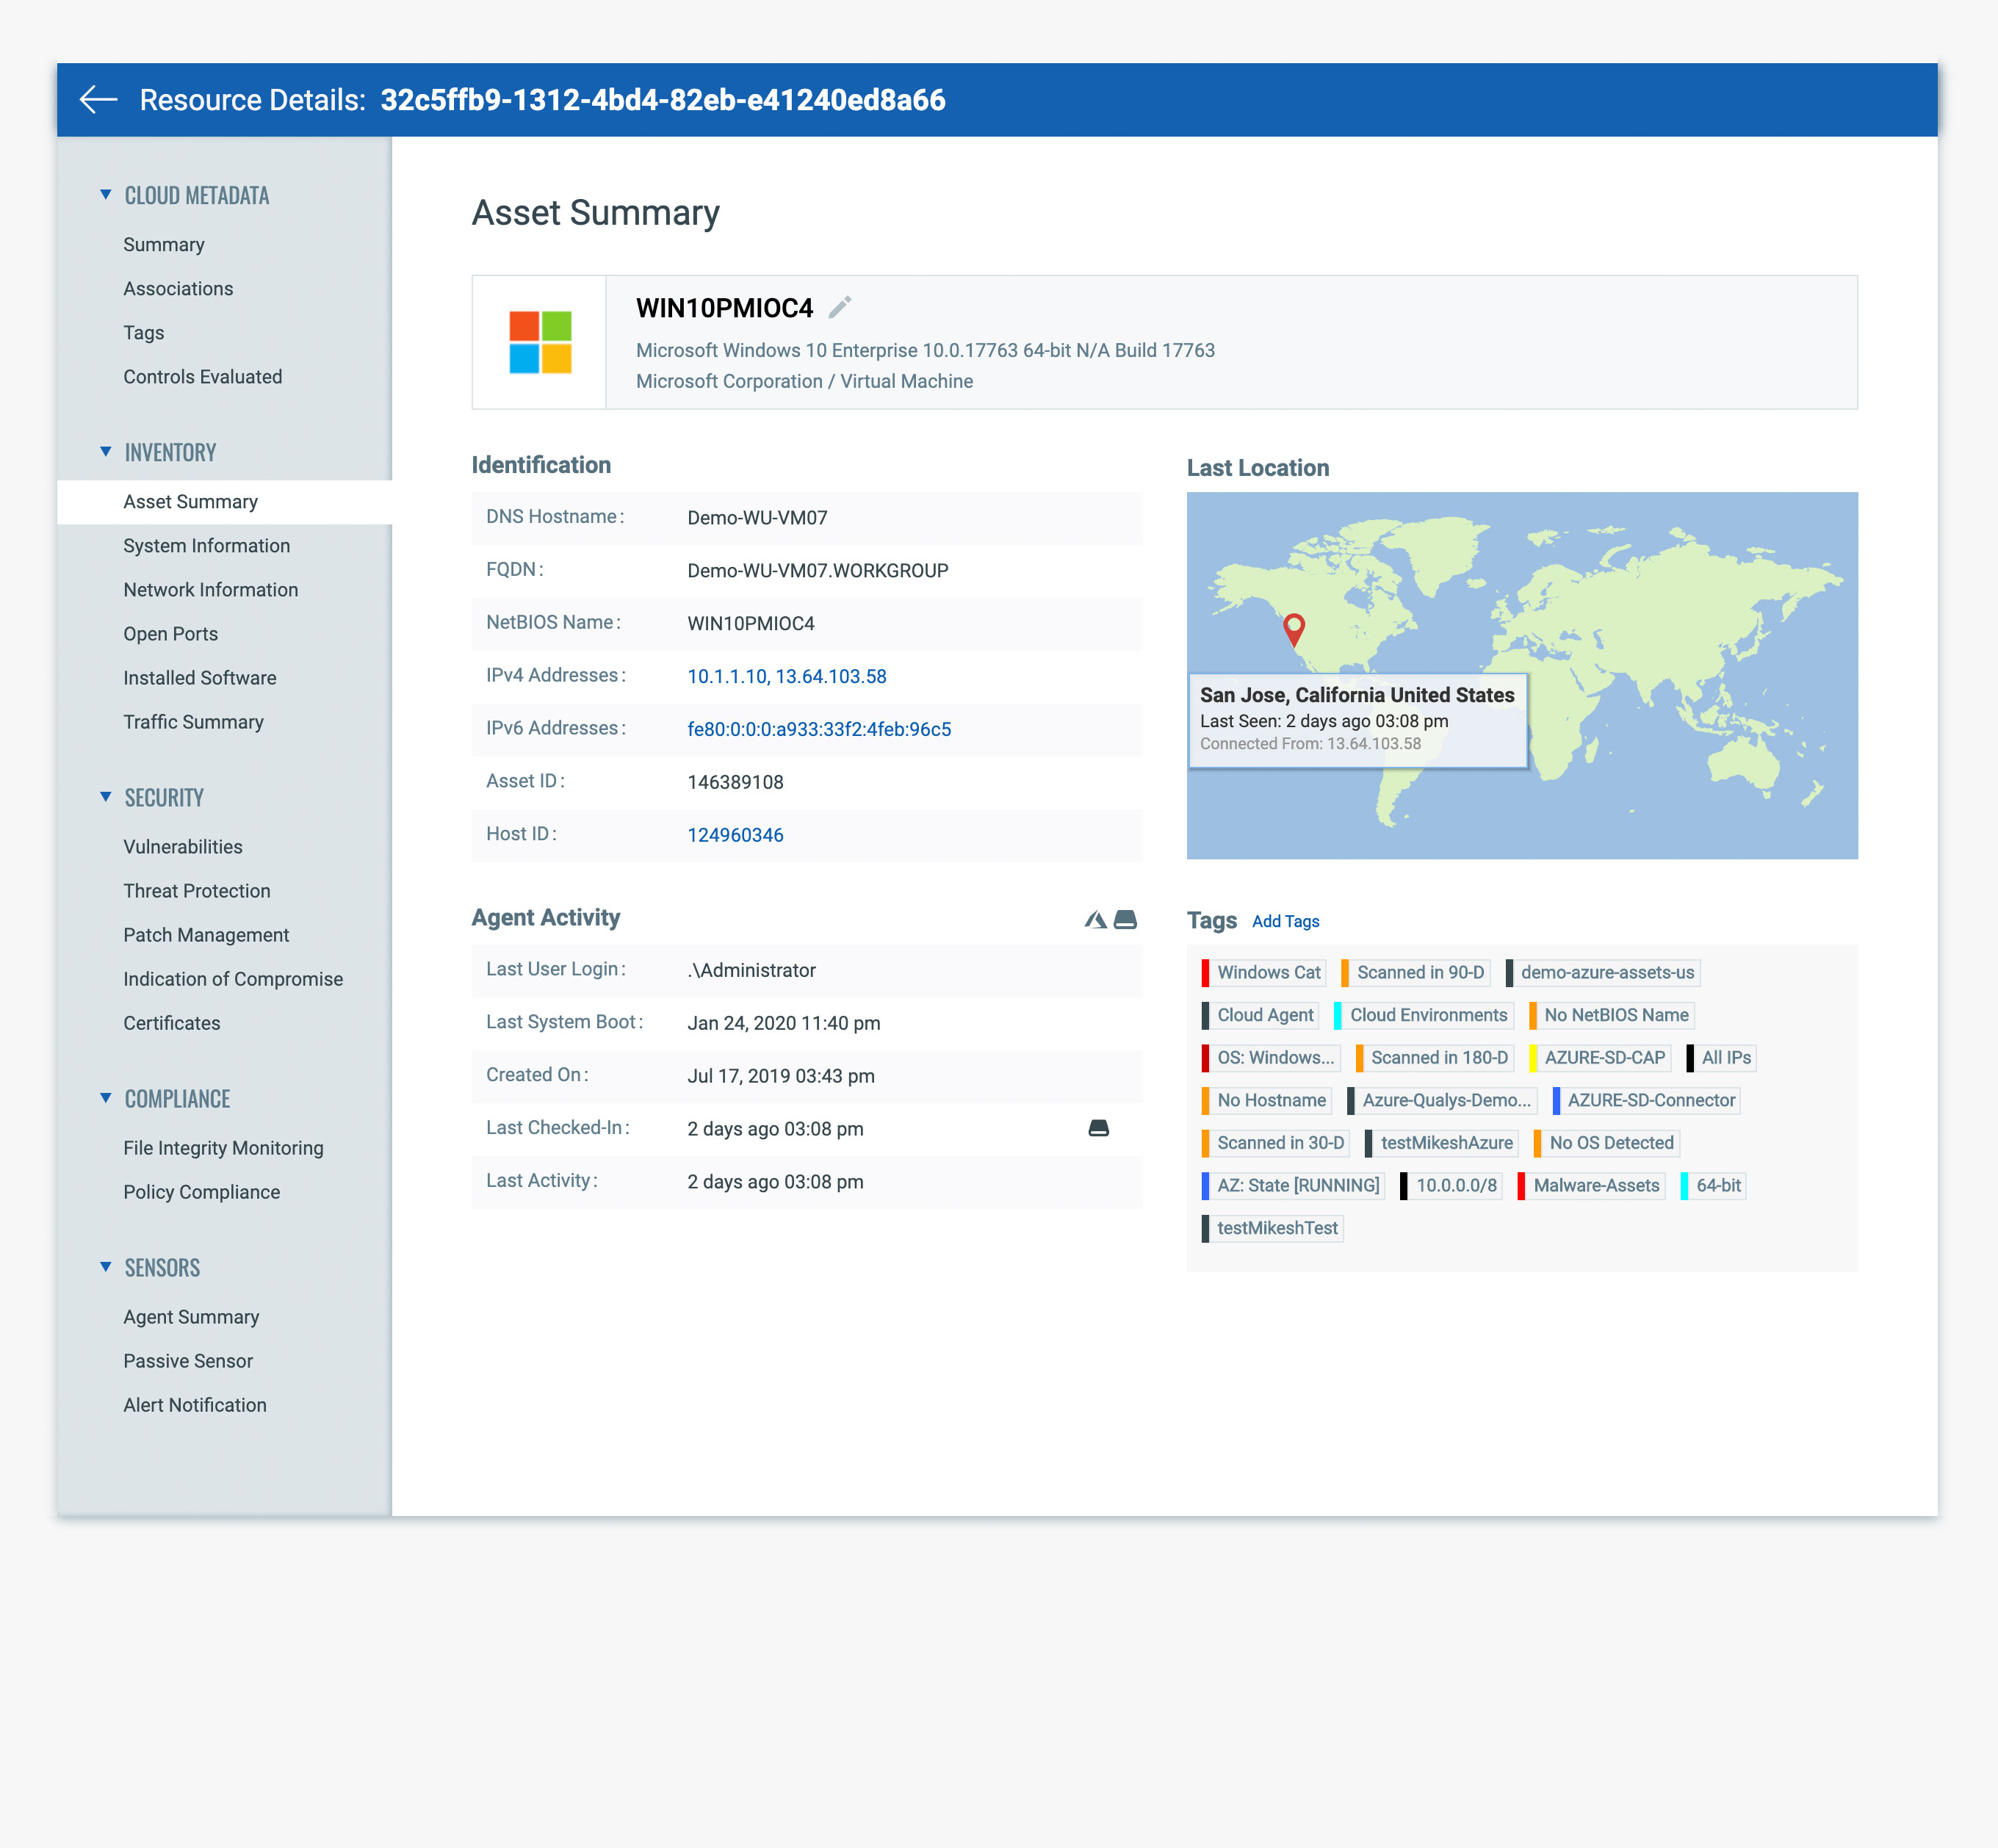 Resource Details: 32c5ffb9-1312-4bd4-82eb-e41240ed8a66
CLOUD METADATA
Summary
Associations
Tags
Controls Evaluated
INVENTORY
Asset Summary
System Information
Network Information
Open Ports
Installed Software
Traffic Summary
SECURITY
Vulnerabilities
Threat Protection
Patch Management
Indication of Compromise
Certificates
COMPLIANCE
File Integrity Monitoring
Policy Compliance
SENSORS
Agent Summary
Passive Sensor
Alert Notification
Asset Summary
WIN10PMIOC4
Microsoft Windows 10 Enterprise 10.0.17763 64-bit N/A Build 17763
Microsoft Corporation / Virtual Machine
Identification
DNS Hostname: Demo-WU-VM07
FQDN: Demo-WU-VM07.WORKGROUP
NetBIOS Name: WIN10PMIOC4
IPv4 Addresses: 10.1.1.10, 13.64.103.58
IPv6 Addresses: fe80:0:0:0:a933:33f2:4feb:96c5
Asset ID: 146389108
Host ID: 124960346
Last Location
San Jose, California United States
Last Seen: 2 days ago 03:08 pm
Connected From: 13.64.103.58
Agent Activity
Last User Login: .\Administrator
Last System Boot: Jan 24, 2020 11:40 pm
Created On: Jul 17, 2019 03:43 pm
Last Checked-In: 2 days ago 03:08 pm
Last Activity: 2 days ago 03:08 pm
Tags Add Tags
Windows Cat Scanned in 90-D demo-azure-assets-us
Cloud Agent Cloud Environments No NetBIOS Name
OS: Windows... Scanned in 180-D AZURE-SD-CAP All IPs
No Hostname Azure-Qualys-Demo... AZURE-SD-Connector
Scanned in 30-D testMikeshAzure No OS Detected
AZ: State [RUNNING] 10.0.0.0/8 Malware-Assets 64-bit
testMikeshTest